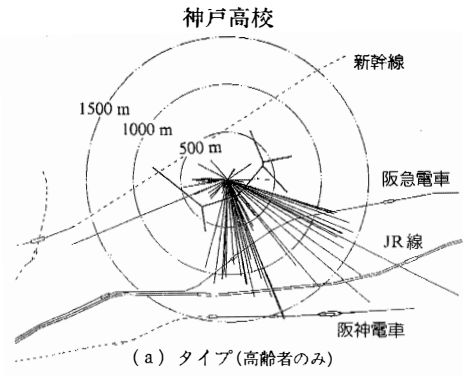 神戸高校
新幹線
1500 m
1000 m
500 m
阪急電車
JR線
阪神電車
(a) タイプ(高齢者のみ)